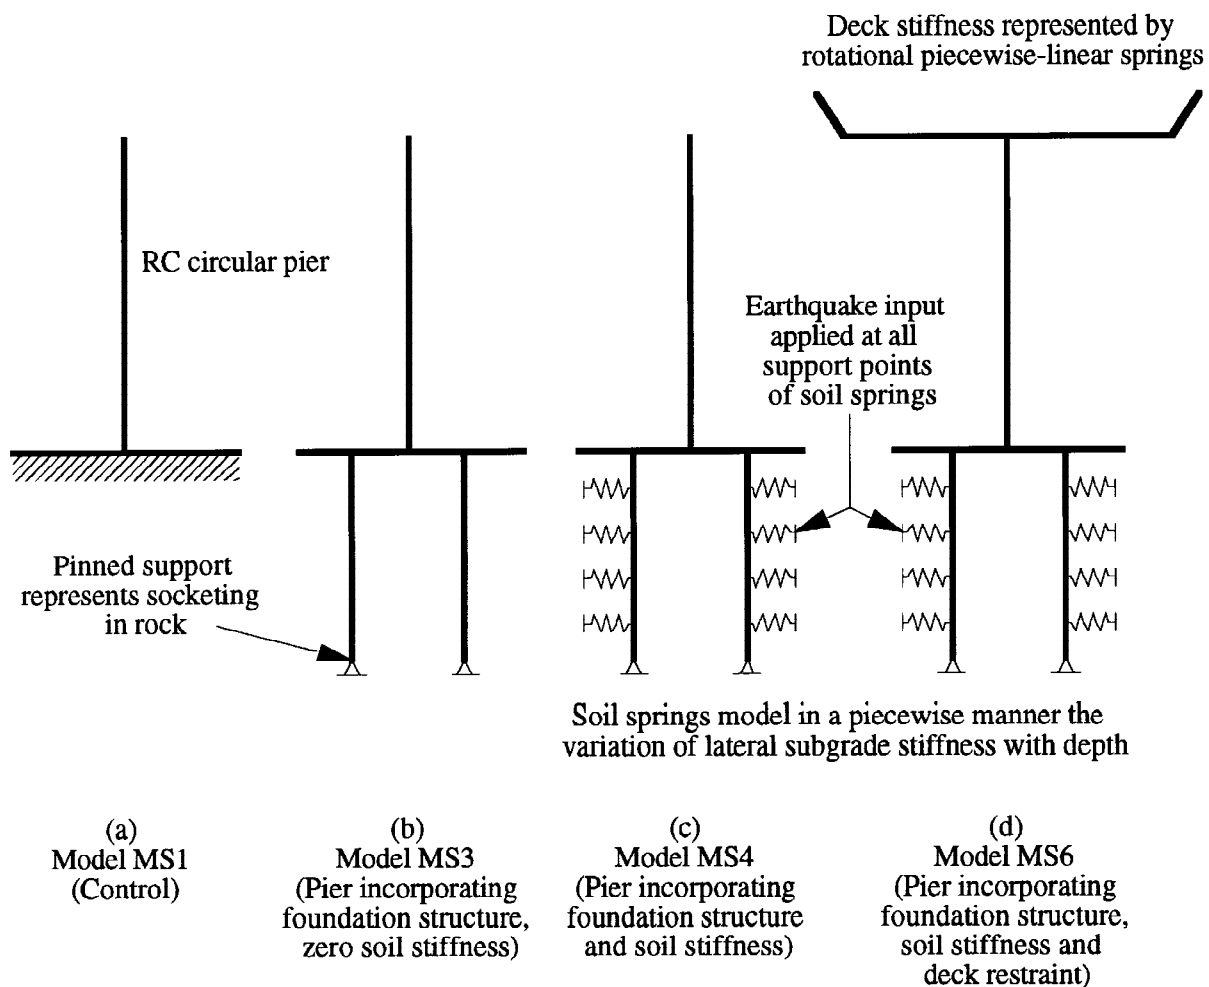 Deck stiffness represented by
rotational piecewise-linear springs
RC circular pier
Earthquake input
applied at all
support points
of soil springs
Pinned support
represents socketing
in rock
Soil springs model in a piecewise manner the
variation of lateral subgrade stiffness with depth
(a)
Model MS1
(Control)
(b)
Model MS3
(Pier incorporating
foundation structure,
zero soil stiffness)
(c)
Model MS4
(Pier incorporating
foundation structure
and soil stiffness)
(d)
Model MS6
(Pier incorporating
foundation structure,
soil stiffness and
deck restraint)